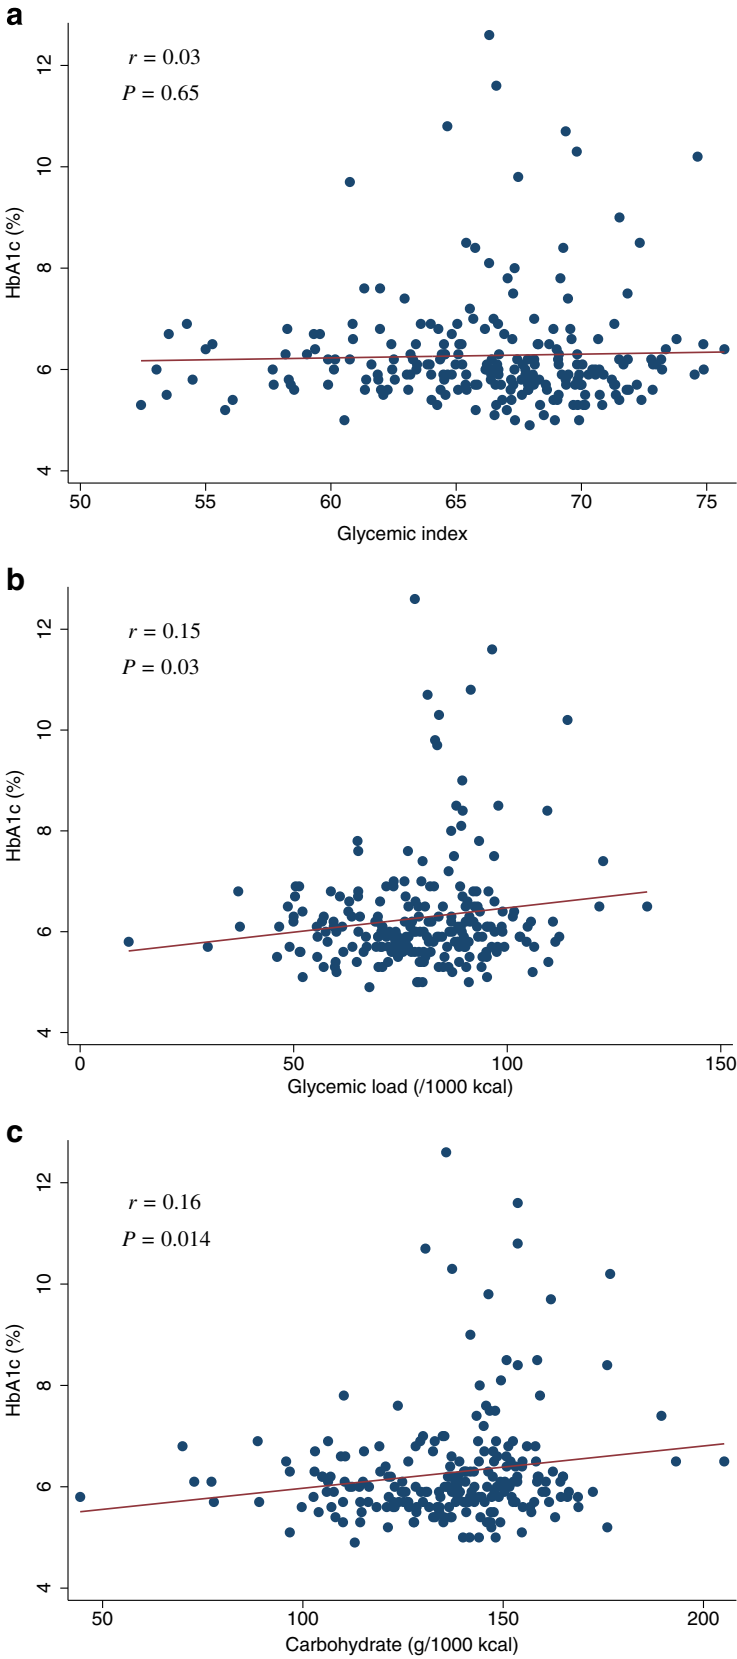 a
r = 0.03
P = 0.65
HbA1c (%)
12
10
8
6
4
50 55 60 65 70 75
Glycemic index
b
r = 0.15
P = 0.03
HbA1c (%)
12
10
8
6
4
0 50 100 150
Glycemic load (/1000 kcal)
c
r = 0.16
P = 0.014
HbA1c (%)
12
10
8
6
4
50 100 150 200
Carbohydrate (g/1000 kcal)